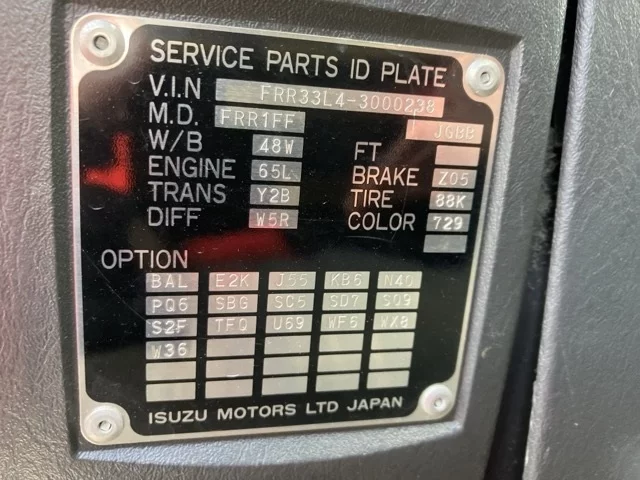 SERVICE PARTS ID PLATE
V.I.N FRR33L4-3000238
M.D. FRR1FF JGBB
W/B 48W FT
ENGINE 65L BRAKE Z05
TRANS Y2B TIRE 88K
DIFF W5R COLOR 729
OPTION
BAL E2K J55 KB6 N40
PQ6 SBG SC5 SD7 SQ9
S2F TFQ U69 WF6 WX8
W36
ISUZU MOTORS LTD JAPAN